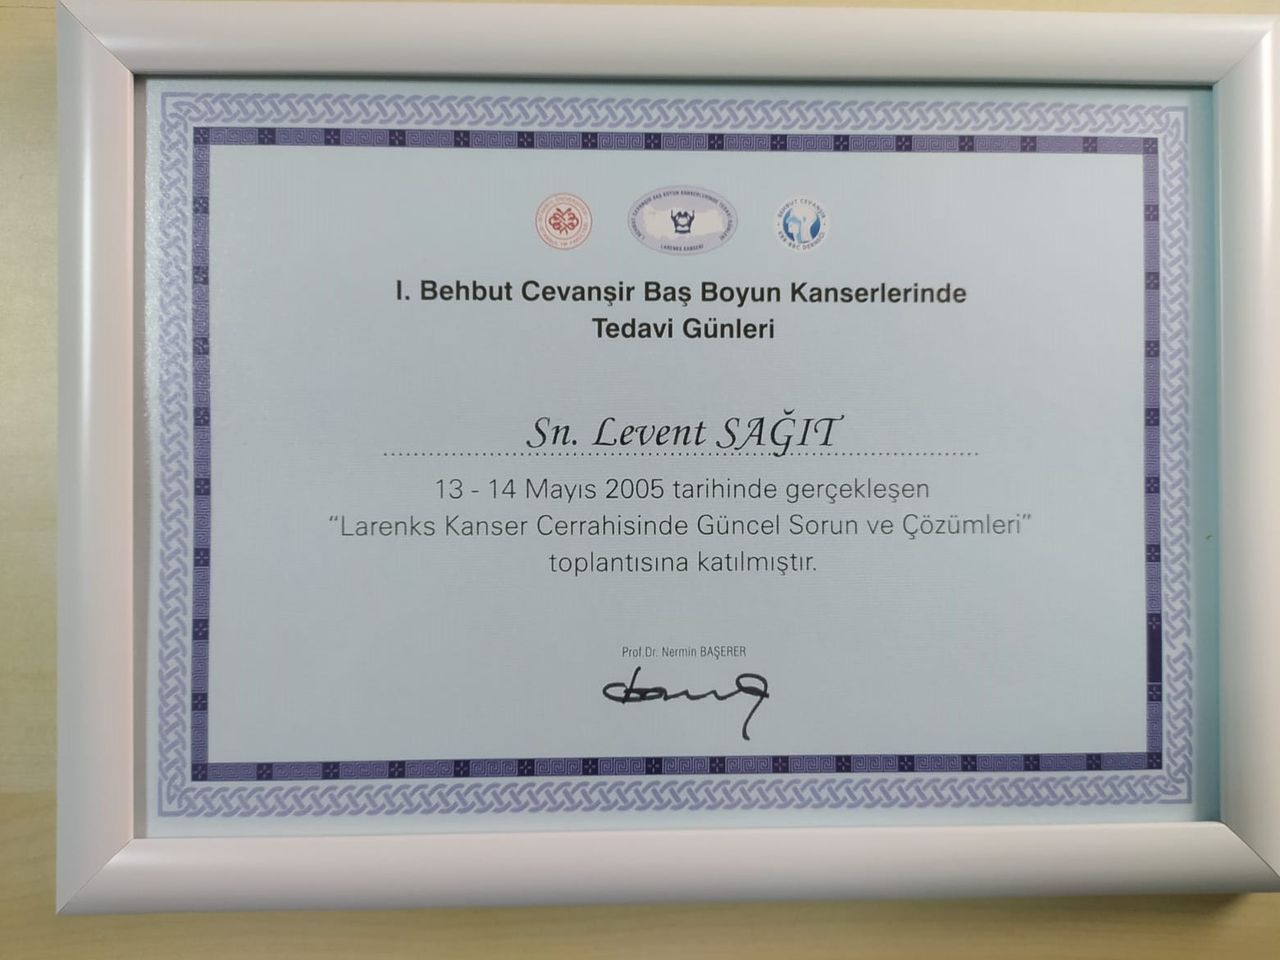 I. Behbut Cevanşir Baş Boyun Kanserlerinde
Tedavi Günleri
Sn. Levent SAĞIT
13 - 14 Mayıs 2005 tarihinde gerçekleşen
“Larenks Kanser Cerrahisinde Güncel Sorun ve Çözümleri”
toplantısına katılmıştır.
Prof.Dr. Nermin BAŞERER